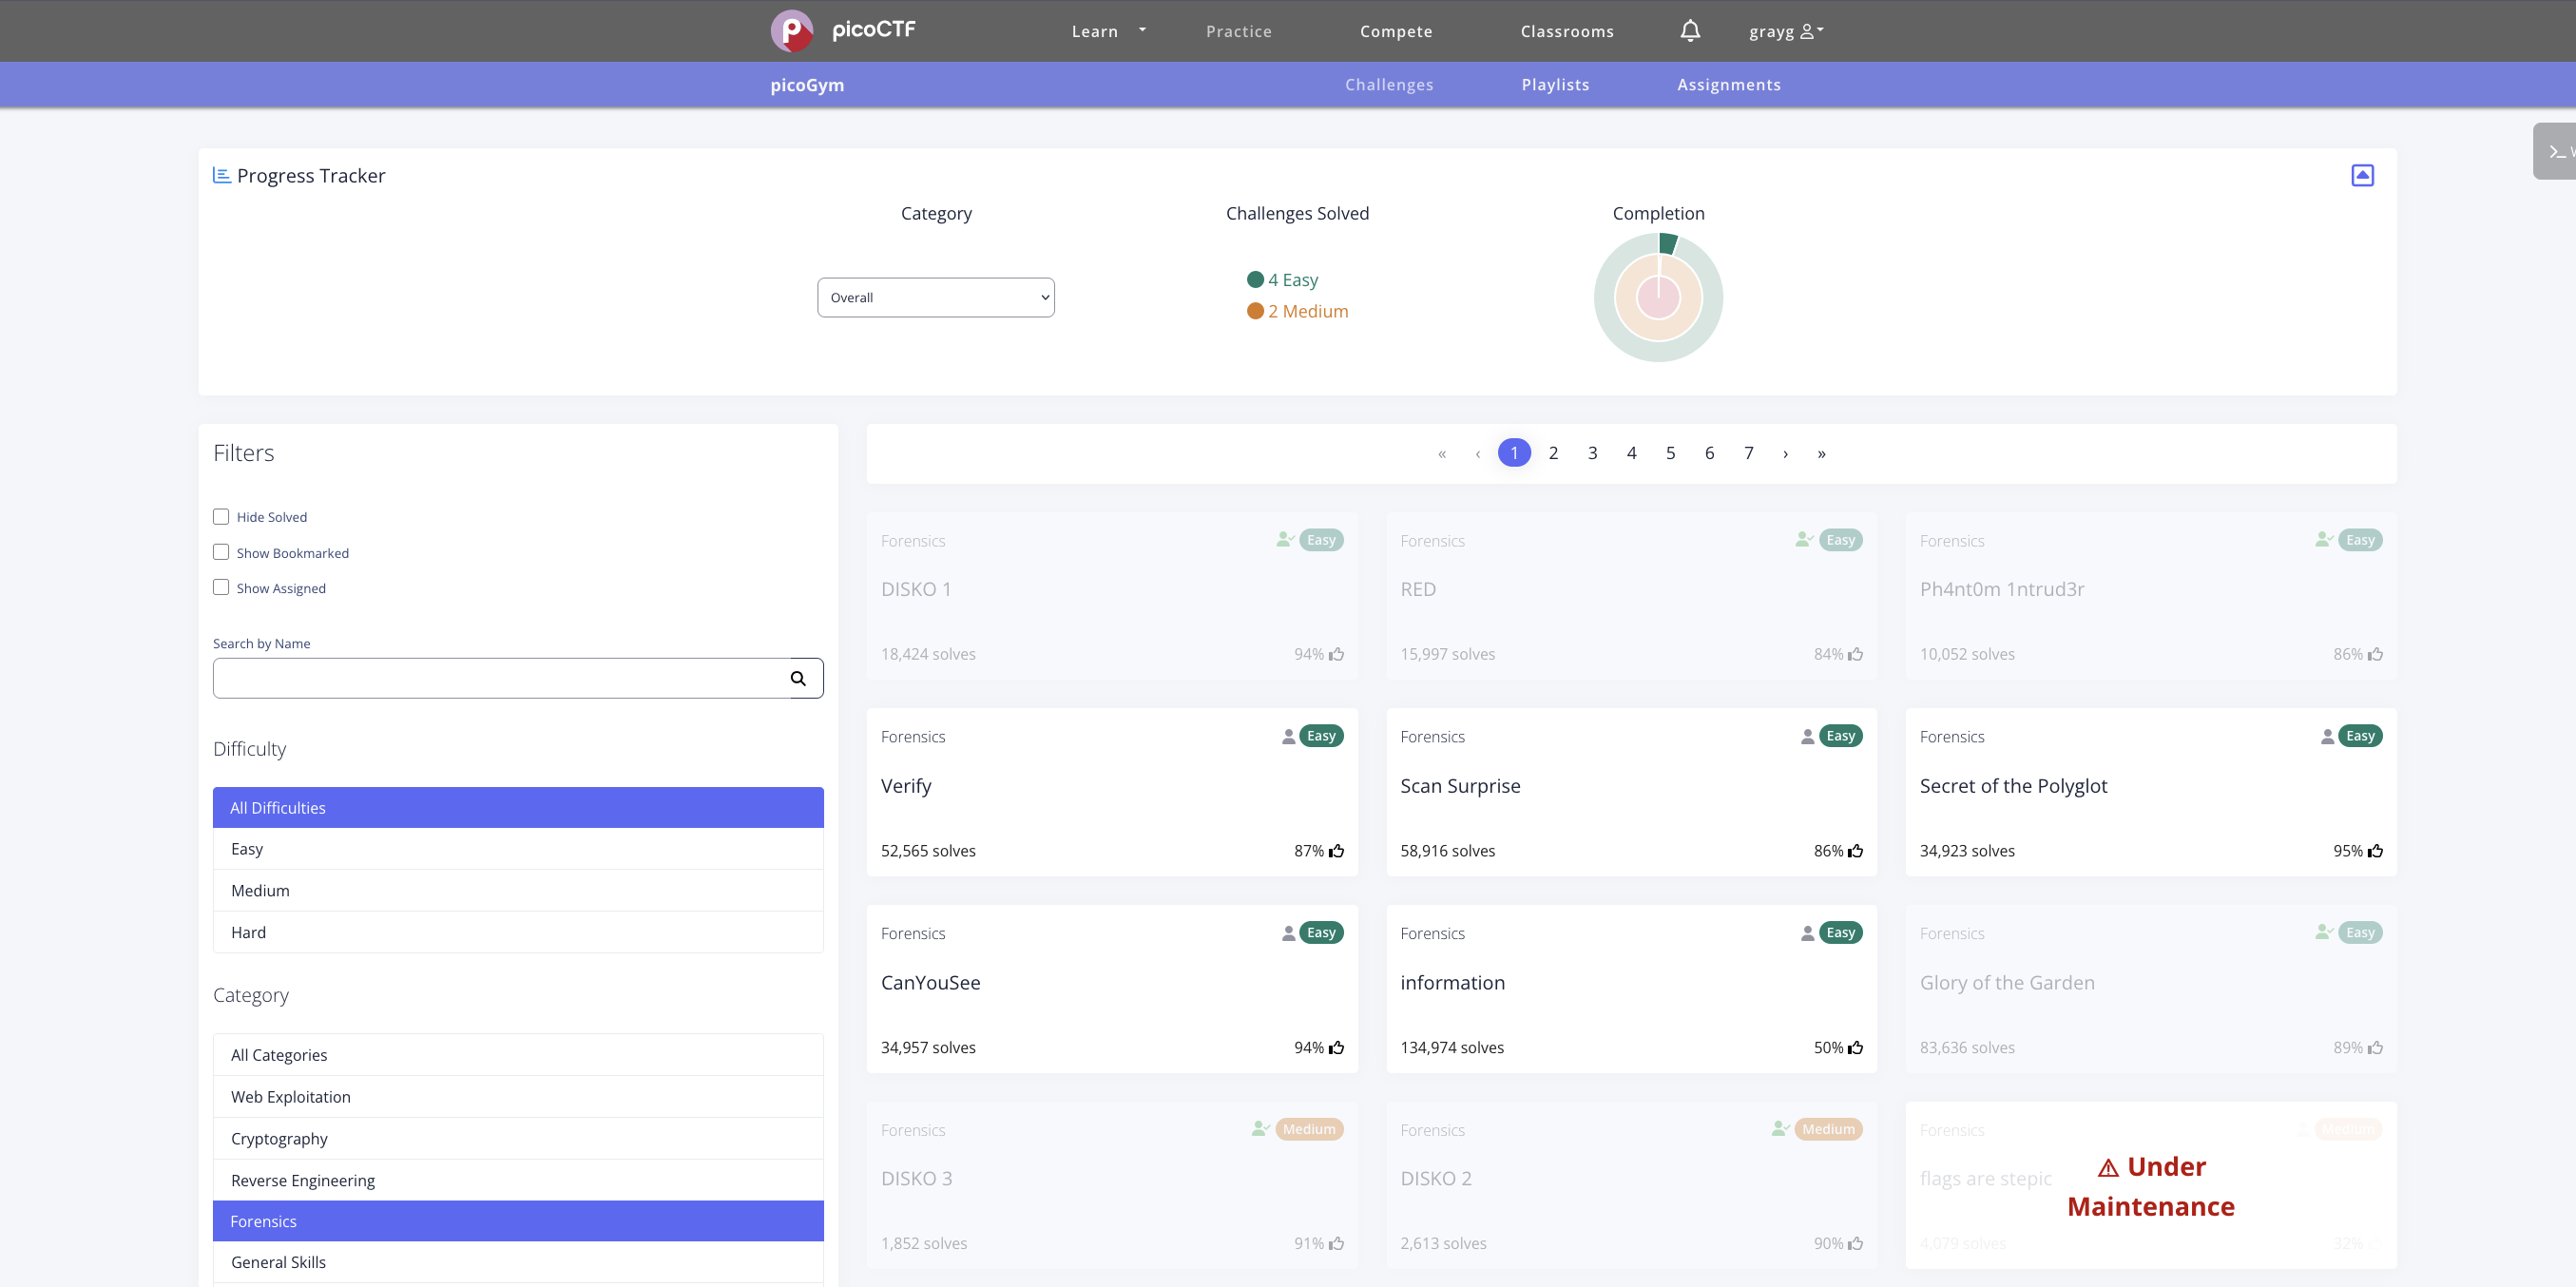 picoCTF
Learn
Practice
Compete
Classrooms
grayg
picoGym
Challenges
Playlists
Assignments
Progress Tracker
Category
Challenges Solved
Completion
Overall
4 Easy
2 Medium
Filters
Hide Solved
Show Bookmarked
Show Assigned
Search by Name
Difficulty
All Difficulties
Easy
Medium
Hard
Category
All Categories
Web Exploitation
Cryptography
Reverse Engineering
Forensics
General Skills
« ‹ 1 2 3 4 5 6 7 › »
Forensics Easy
DISKO 1
18,424 solves 94%
Forensics Easy
RED
15,997 solves 84%
Forensics Easy
Ph4nt0m 1ntrud3r
10,052 solves 86%
Forensics Easy
Verify
52,565 solves 87%
Forensics Easy
Scan Surprise
58,916 solves 86%
Forensics Easy
Secret of the Polyglot
34,923 solves 95%
Forensics Easy
CanYouSee
34,957 solves 94%
Forensics Easy
information
134,974 solves 50%
Forensics Easy
Glory of the Garden
83,636 solves 89%
Forensics Medium
DISKO 3
1,852 solves 91%
Forensics Medium
DISKO 2
2,613 solves 90%
Forensics Medium
flags are stepic
4,079 solves 32%
Under
Maintenance